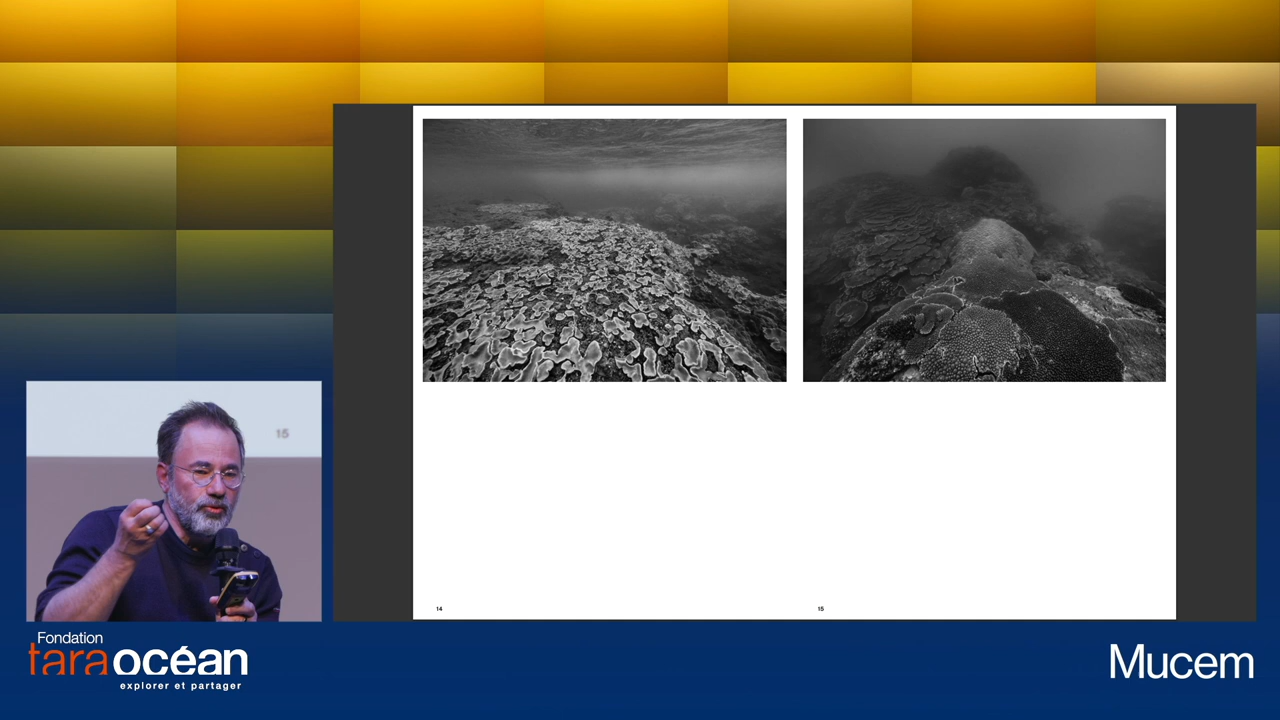 15
14
15
Fondation
taraocéan
explorer et partager
Mucem